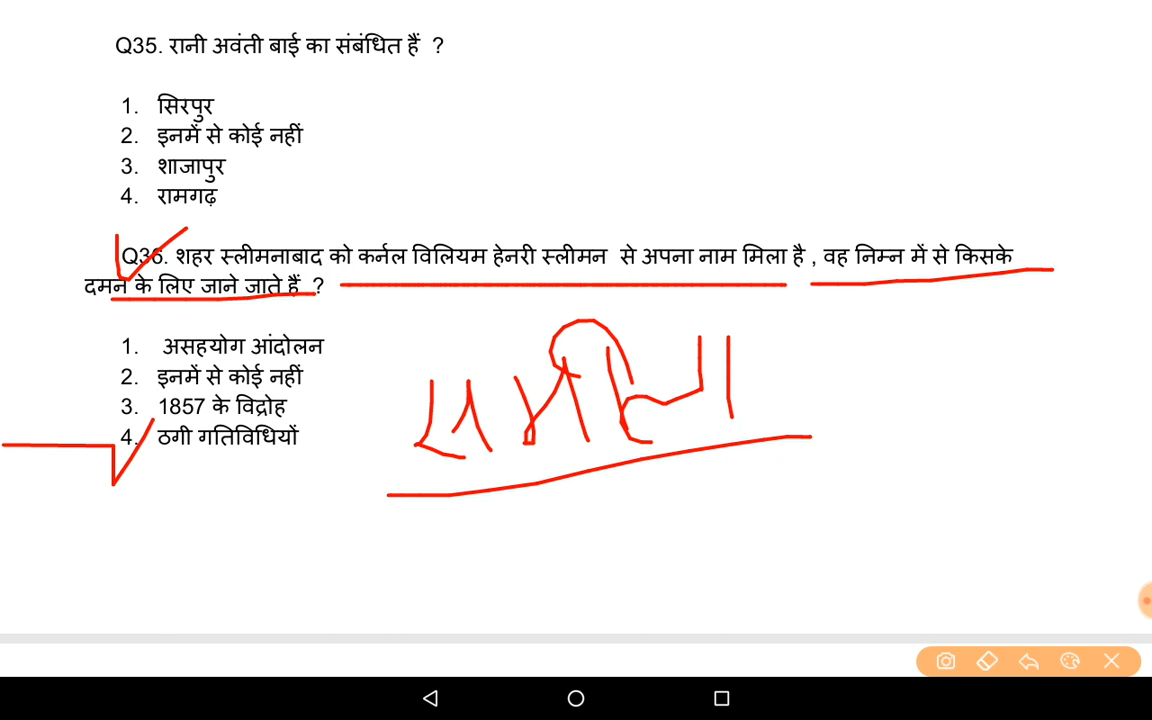 Q35. रानी अवंती बाई का संबंधित हैं ?
1. सिरपुर
2. इनमें से कोई नहीं
3. शाजापुर
4. रामगढ़
Q36. शहर स्लीमनाबाद को कर्नल विलियम हेनरी स्लीमन से अपना नाम मिला है , वह निम्न में से किसके
दमन के लिए जाने जाते हैं ?
1. असहयोग आंदोलन
2. इनमें से कोई नहीं
3. 1857 के विद्रोह
4. ठगी गतिविधियों